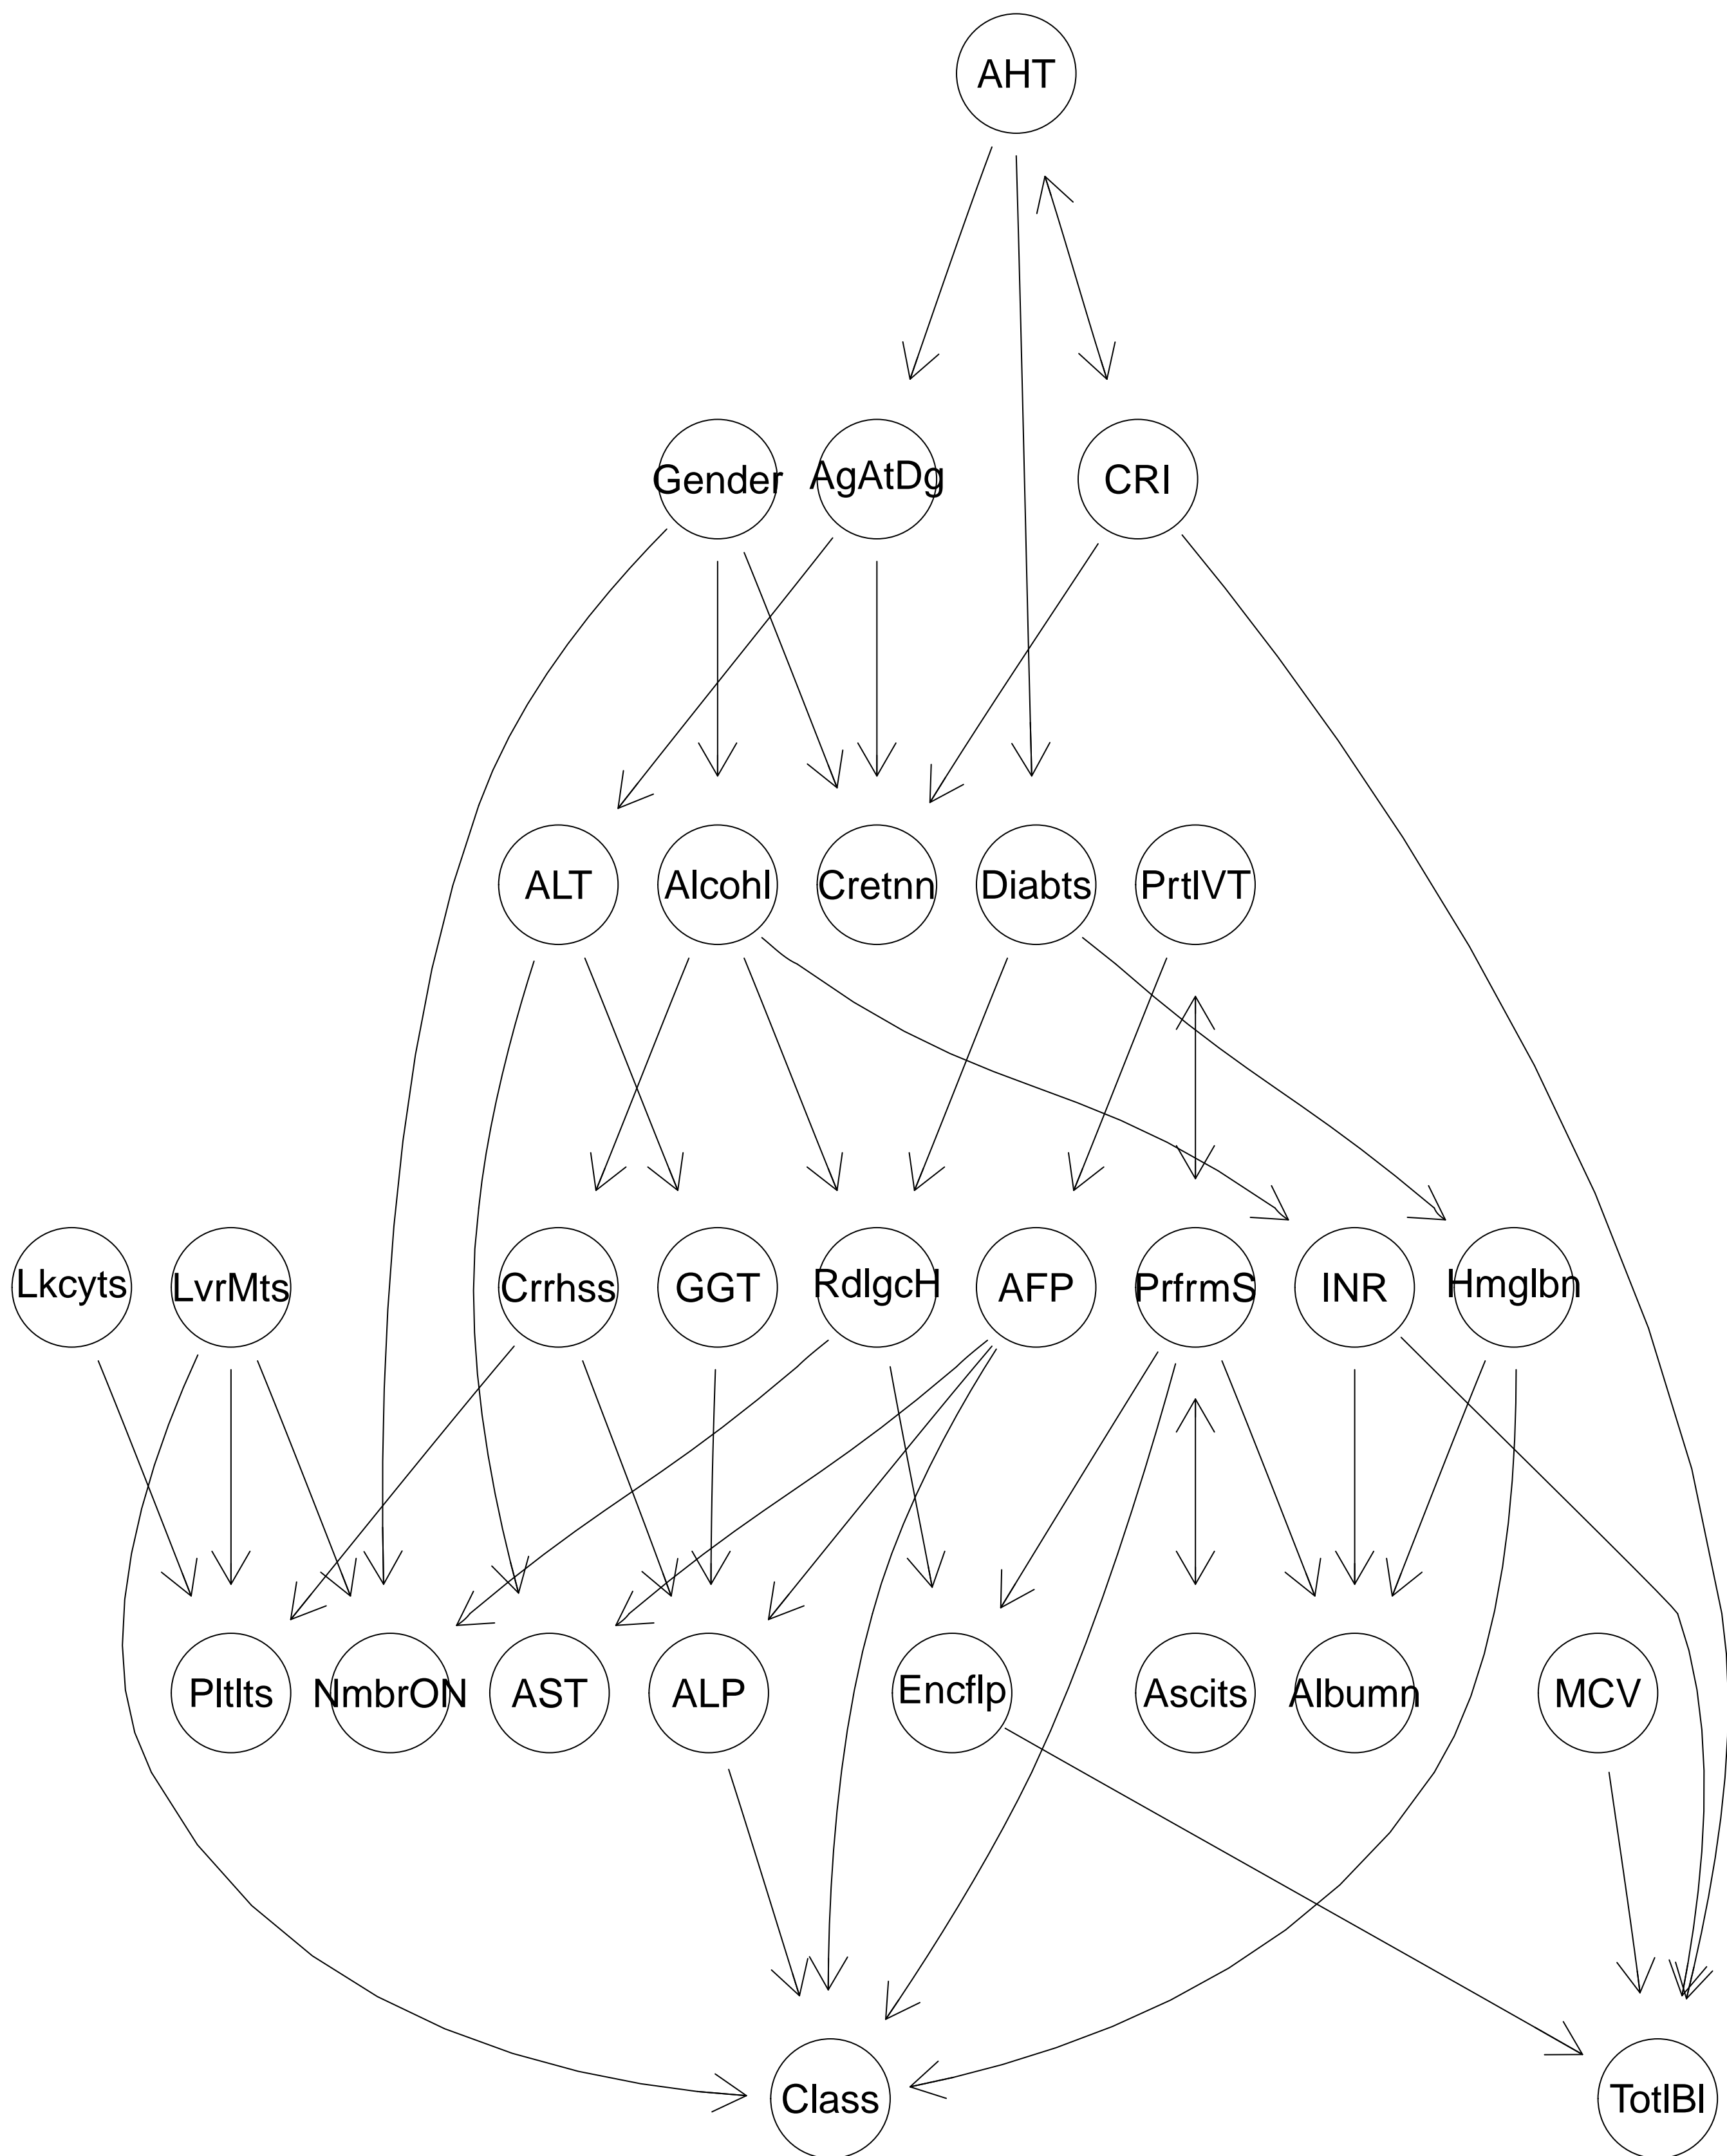 AHT
Gender
AgAtDg
CRI
ALT
Alcohl
Cretnn
Diabts
PrtlVT
Lkcyts
LvrMts
Crrhss
GGT
RdlgcH
AFP
PrfrmS
INR
Hmglbn
Pltlts
NmbrON
AST
ALP
Encflp
Ascits
Albumn
MCV
Class
TotlBl